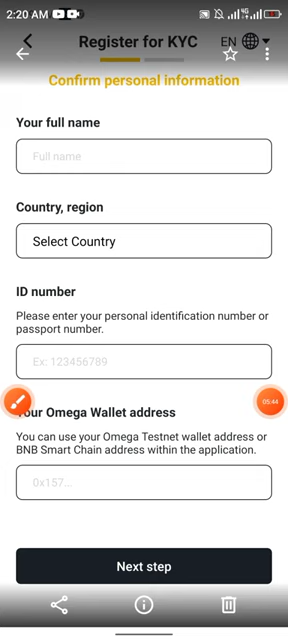 2:20 AM
4G
Register for KYC
EN
Confirm personal information
Your full name
Full name
Country, region
Select Country
ID number
Please enter your personal identification number or
passport number.
Ex: 123456789
05:44
Your Omega Wallet address
You can use your Omega Testnet wallet address or
BNB Smart Chain address within the application.
0x157...
Next step